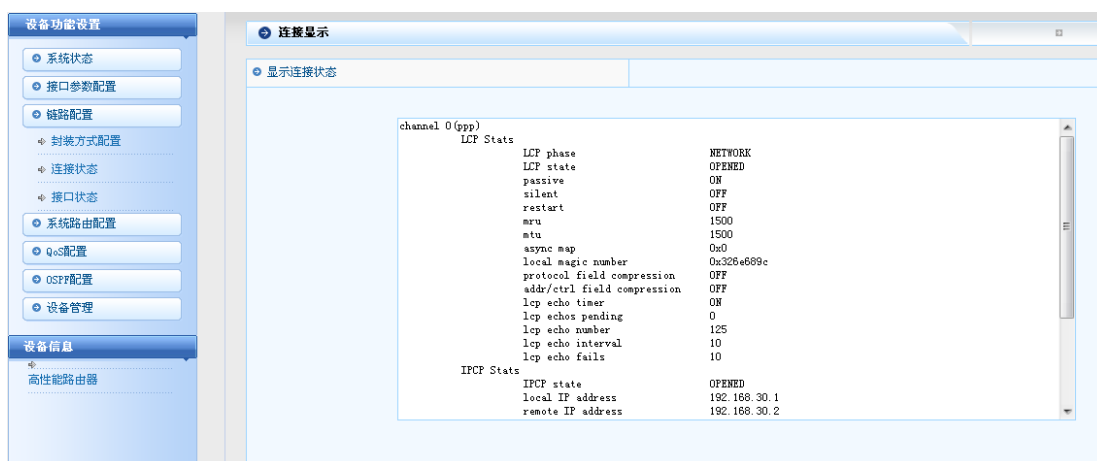 设备功能设置
系统状态
接口参数配置
链路配置
封装方式配置
连接状态
接口状态
系统路由配置
QoS配置
OSPF配置
设备管理
设备信息
高性能路由器
连接显示
显示连接状态
channel 0(ppp)
LCP Stats
LCP phase NETWORK
LCP state OPENED
passive ON
silent OFF
restart OFF
mru 1500
mtu 1500
async map 0x0
local magic number 0x326e689c
protocol field compression OFF
addr/ctrl field compression OFF
lcp echo timer ON
lcp echos pending 0
lcp echo number 125
lcp echo interval 10
lcp echo fails 10
IPCP Stats
IPCP state OPENED
local IP address 192.168.30.1
remote IP address 192.168.30.2